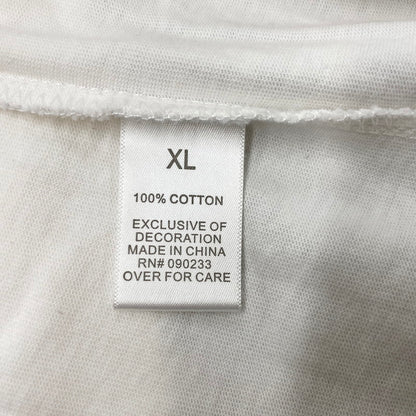 XL
100% COTTON
EXCLUSIVE OF
DECORATION
MADE IN CHINA
RN# 090233
OVER FOR CARE